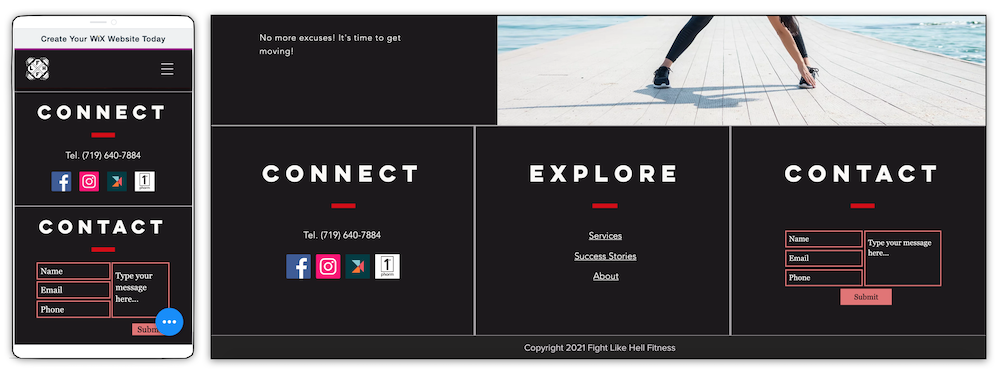 Create Your WiX Website Today
CONNECT
Tel. (719) 640-7884
CONTACT
Name
Email
Phone
Type your
message
here...
No more excuses! It's time to get
moving!
CONNECT
Tel. (719) 640-7884
1st
phorm
EXPLORE
Services
Success Stories
About
CONTACT
Name
Email
Phone
Type your message
here...
Submit
Copyright 2021 Fight Like Hell Fitness